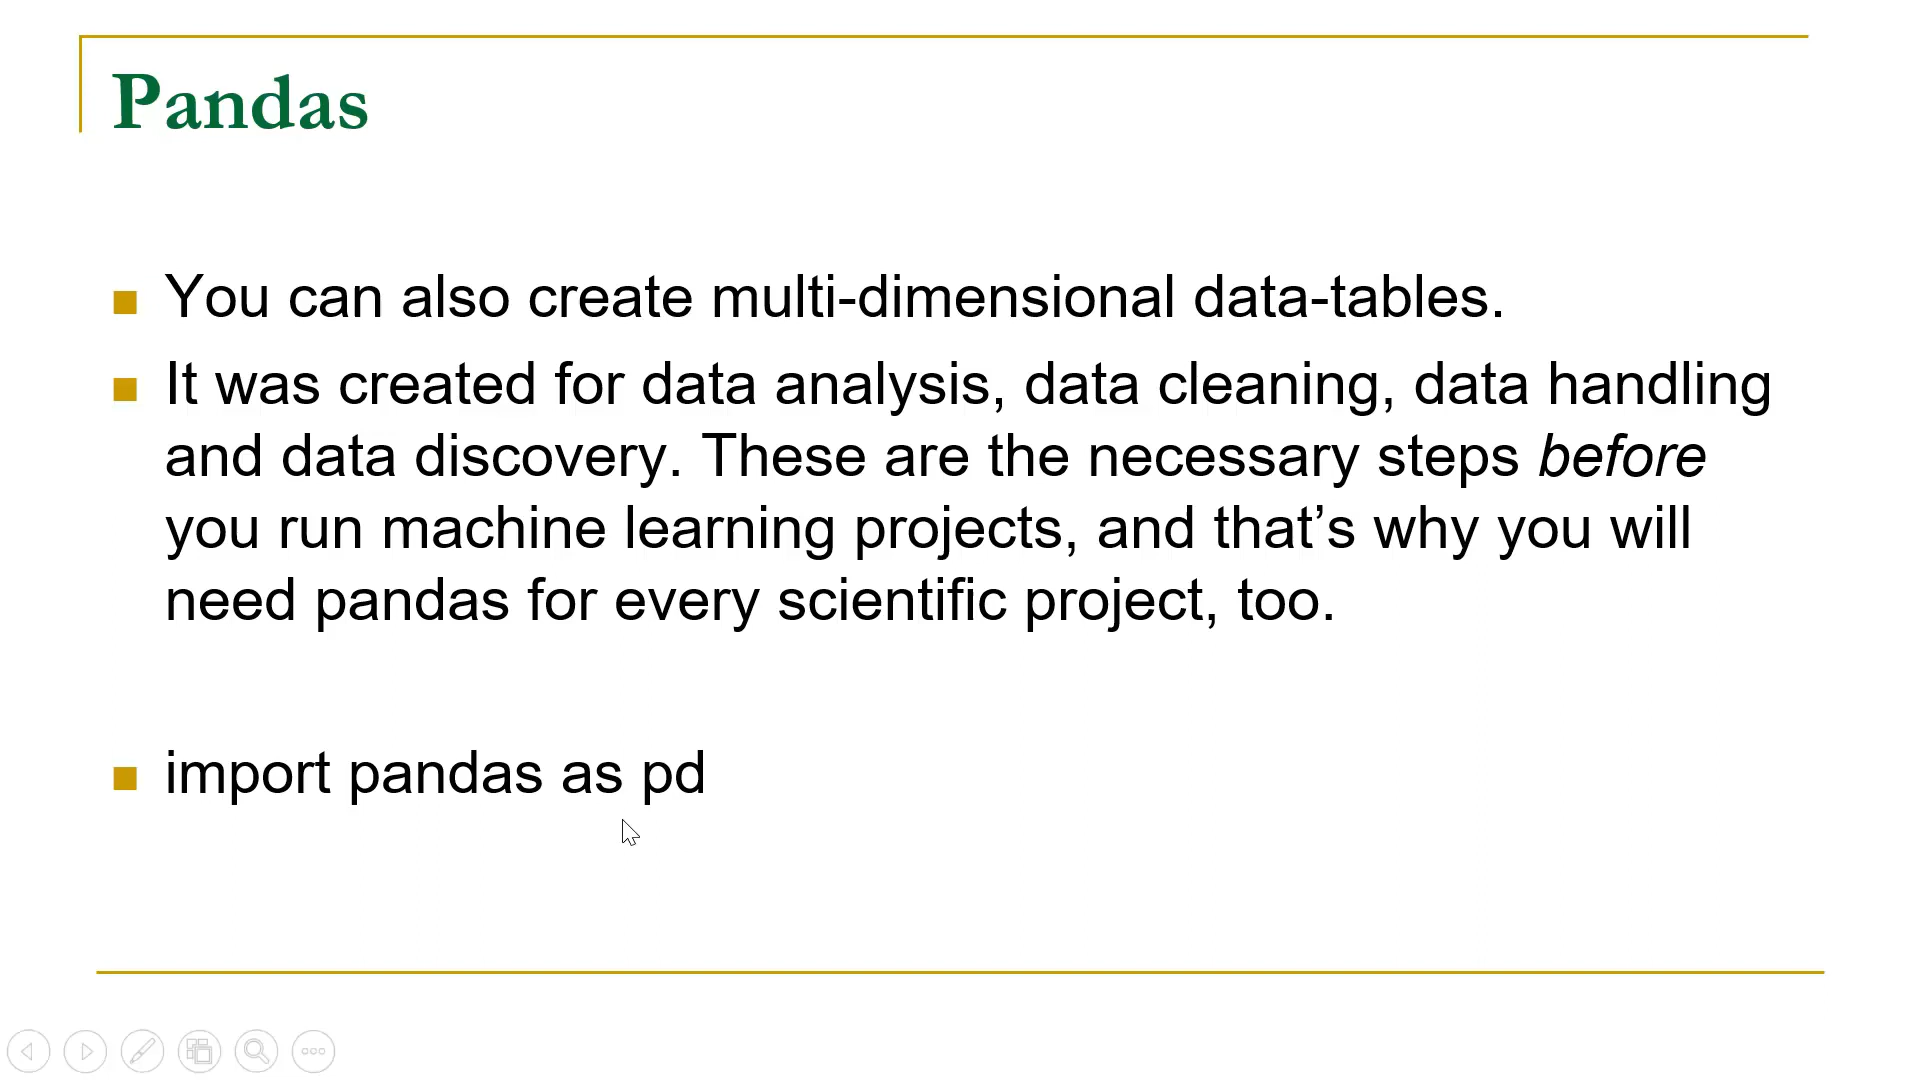 Pandas
You can also create multi-dimensional data-tables.
It was created for data analysis, data cleaning, data handling
and data discovery. These are the necessary steps before
you run machine learning projects, and that’s why you will
need pandas for every scientific project, too.
import pandas as pd